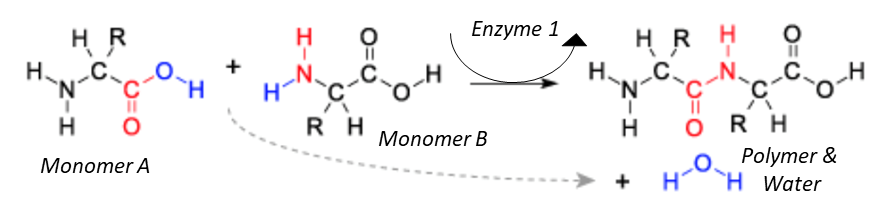 Enzyme 1
H R O H
H N C C O H
H O
+
H N H C C O O H
R H
Monomer A
Monomer B
H R H O
H N C C N C C O H
H O R H
+ H O H
Polymer &
Water